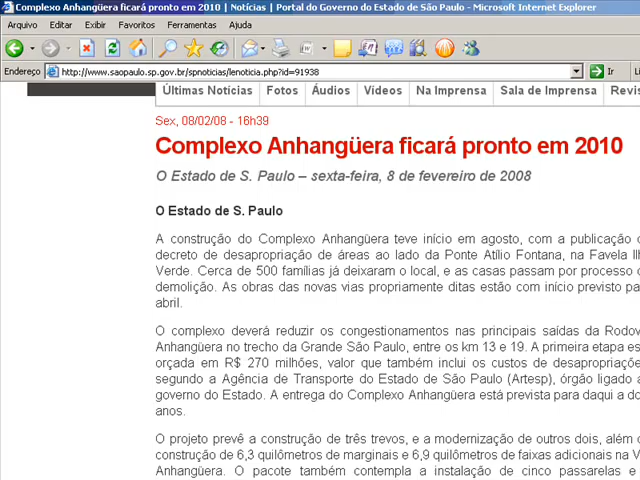 Complexo Anhangüera ficará pronto em 2010 | Notícias | Portal do Governo do Estado de São Paulo - Microsoft Internet Explorer
Arquivo Editar Exibir Favoritos Ferramentas Ajuda
Endereço http://www.saopaulo.sp.gov.br/spnoticias/lenoticia.php?id=91938 Ir
Últimas Notícias Fotos Áudios Vídeos Na Imprensa Sala de Imprensa Revis
Sex, 08/02/08 - 16h39
Complexo Anhangüera ficará pronto em 2010
O Estado de S. Paulo – sexta-feira, 8 de fevereiro de 2008
O Estado de S. Paulo
A construção do Complexo Anhangüera teve início em agosto, com a publicação
decreto de desapropriação de áreas ao lado da Ponte Atílio Fontana, na Favela Ilh
Verde. Cerca de 500 famílias já deixaram o local, e as casas passam por processo
demolição. As obras das novas vias propriamente ditas estão com início previsto pa
abril.
O complexo deverá reduzir os congestionamentos nas principais saídas da Rodov
Anhangüera no trecho da Grande São Paulo, entre os km 13 e 19. A primeira etapa es
orçada em R$ 270 milhões, valor que também inclui os custos de desapropriaçõe
segundo a Agência de Transporte do Estado de São Paulo (Artesp), órgão ligado a
governo do Estado. A entrega do Complexo Anhangüera está prevista para daqui a do
anos.
O projeto prevê a construção de três trevos, e a modernização de outros dois, além
construção de 6,3 quilômetros de marginais e 6,9 quilômetros de faixas adicionais na V
Anhangüera. O pacote também contempla a instalação de cinco passarelas e